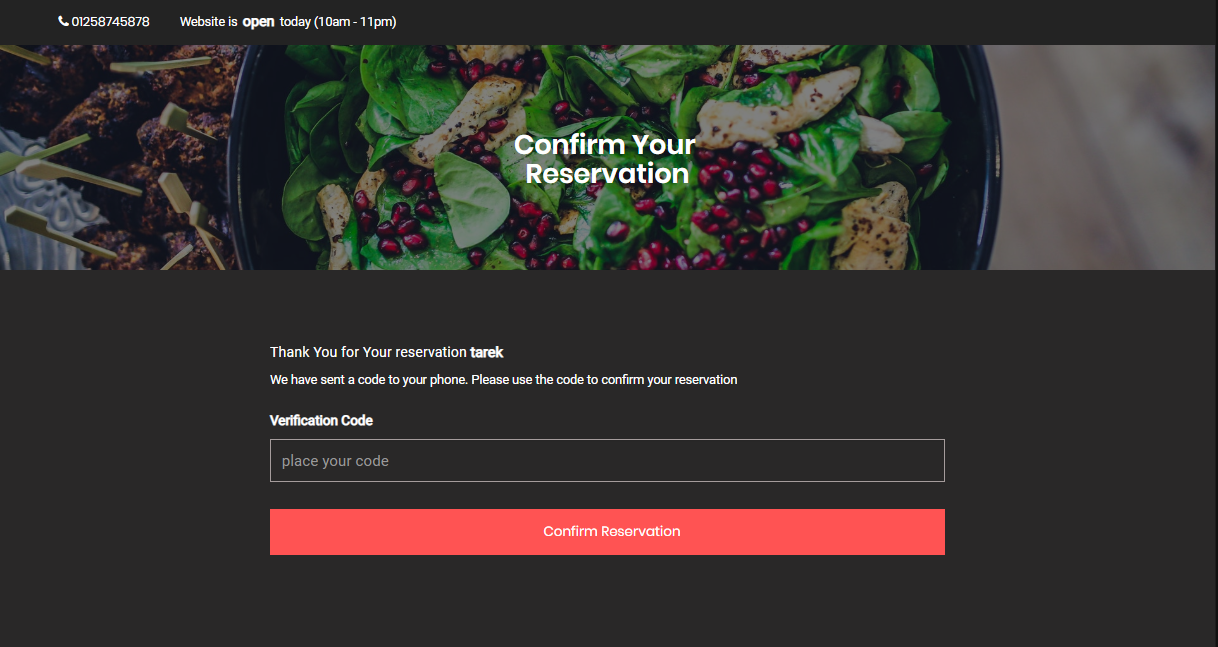 01258745878 Website is open today (10am - 11pm)
Confirm Your
Reservation
Thank You for Your reservation tarek
We have sent a code to your phone. Please use the code to confirm your reservation
Verification Code
place your code
Confirm Reservation